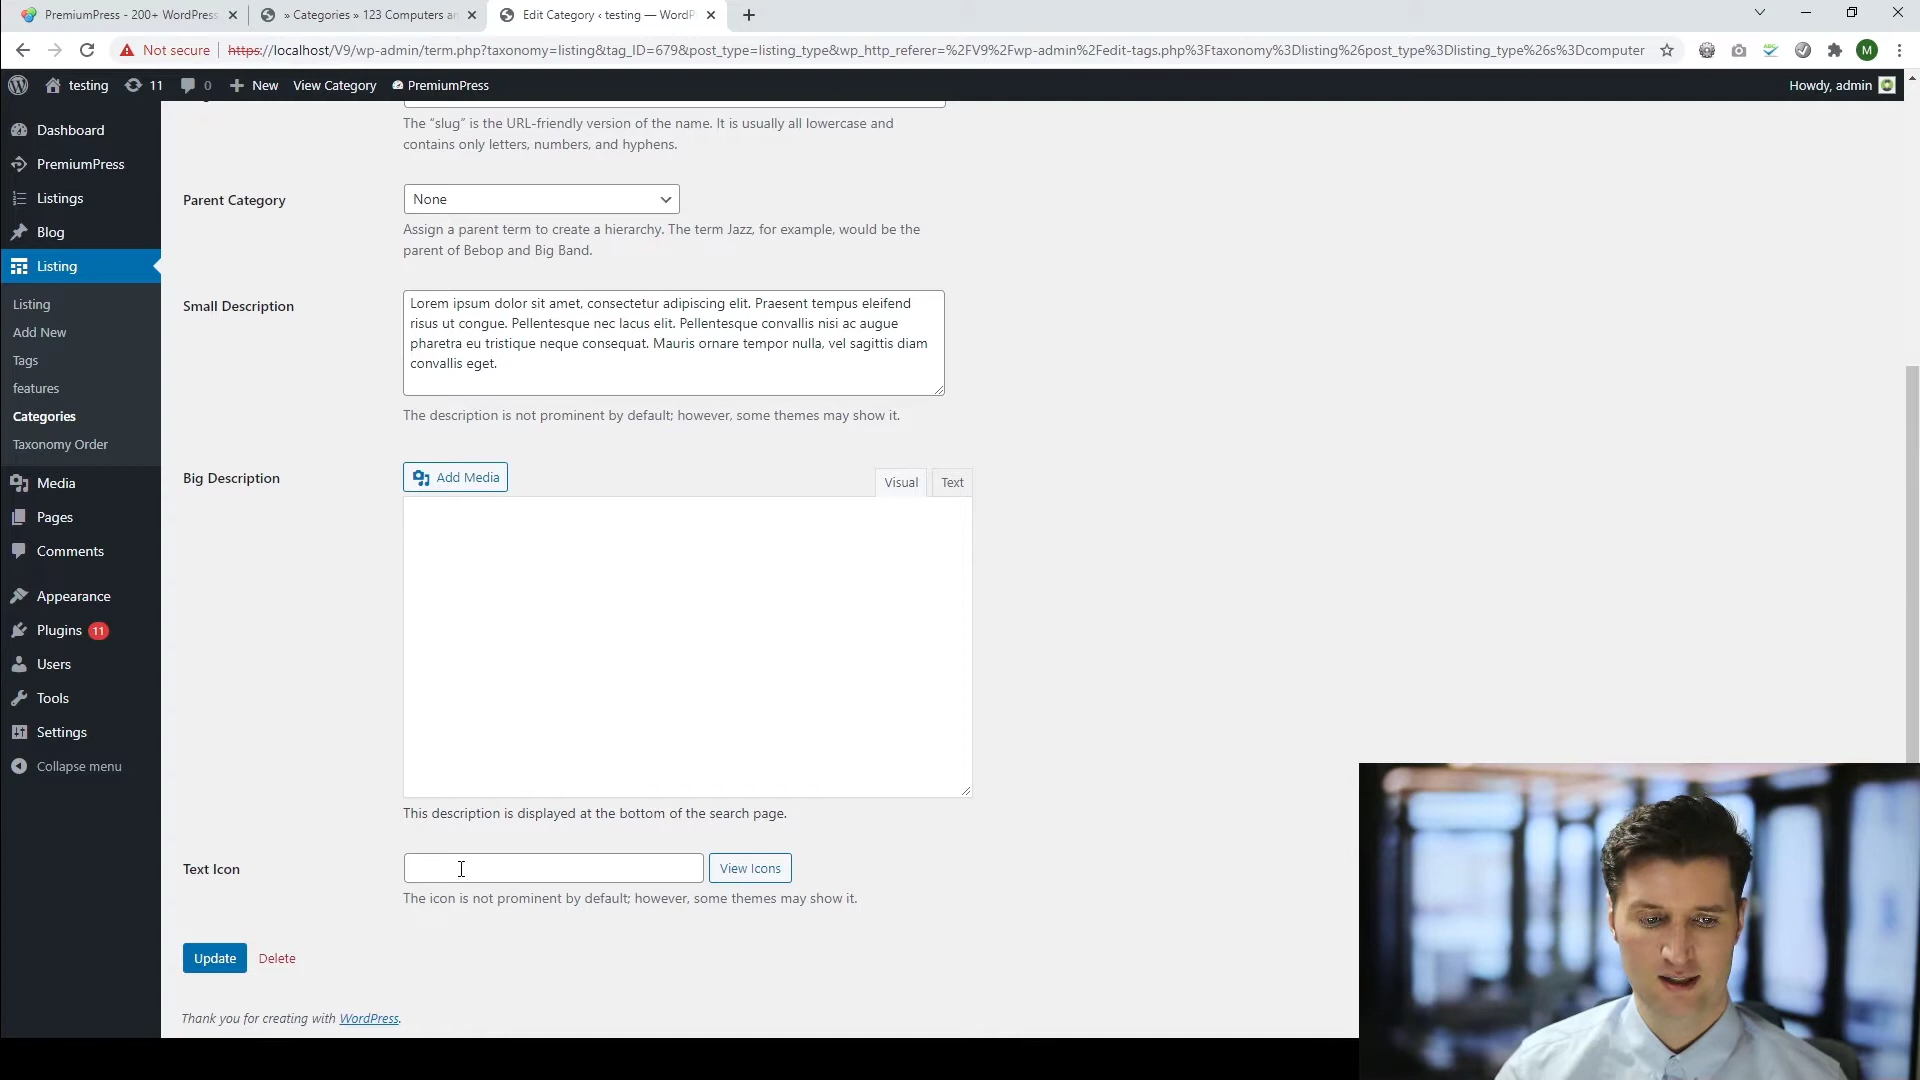 PremiumPress - 200+ WordPress
» Categories » 123 Computers an
Edit Category ‹ testing — WordP
Not secure
https://localhost/V9/wp-admin/term.php?taxonomy=listing&tag_ID=679&post_type=listing_type&wp_http_referer=%2FV9%2Fwp-admin%2Fedit-tags.php%3Ftaxonomy%3Dlisting%26post_type%3Dlisting_type%26s%3Dcomputer
M
testing
11
0
New
View Category
PremiumPress
Howdy, admin
Dashboard
PremiumPress
Listings
Blog
Listing
Listing
Add New
Tags
features
Categories
Taxonomy Order
Media
Pages
Comments
Appearance
Plugins 11
Users
Tools
Settings
Collapse menu
The “slug” is the URL-friendly version of the name. It is usually all lowercase and
contains only letters, numbers, and hyphens.
Parent Category
None
Assign a parent term to create a hierarchy. The term Jazz, for example, would be the
parent of Bebop and Big Band.
Small Description
Lorem ipsum dolor sit amet, consectetur adipiscing elit. Praesent tempus eleifend
risus ut congue. Pellentesque nec lacus elit. Pellentesque convallis nisi ac augue
pharetra eu tristique neque consequat. Mauris ornare tempor nulla, vel sagittis diam
convallis eget.
The description is not prominent by default; however, some themes may show it.
Big Description
Add Media
Visual
Text
This description is displayed at the bottom of the search page.
Text Icon
View Icons
The icon is not prominent by default; however, some themes may show it.
Update
Delete
Thank you for creating with WordPress.